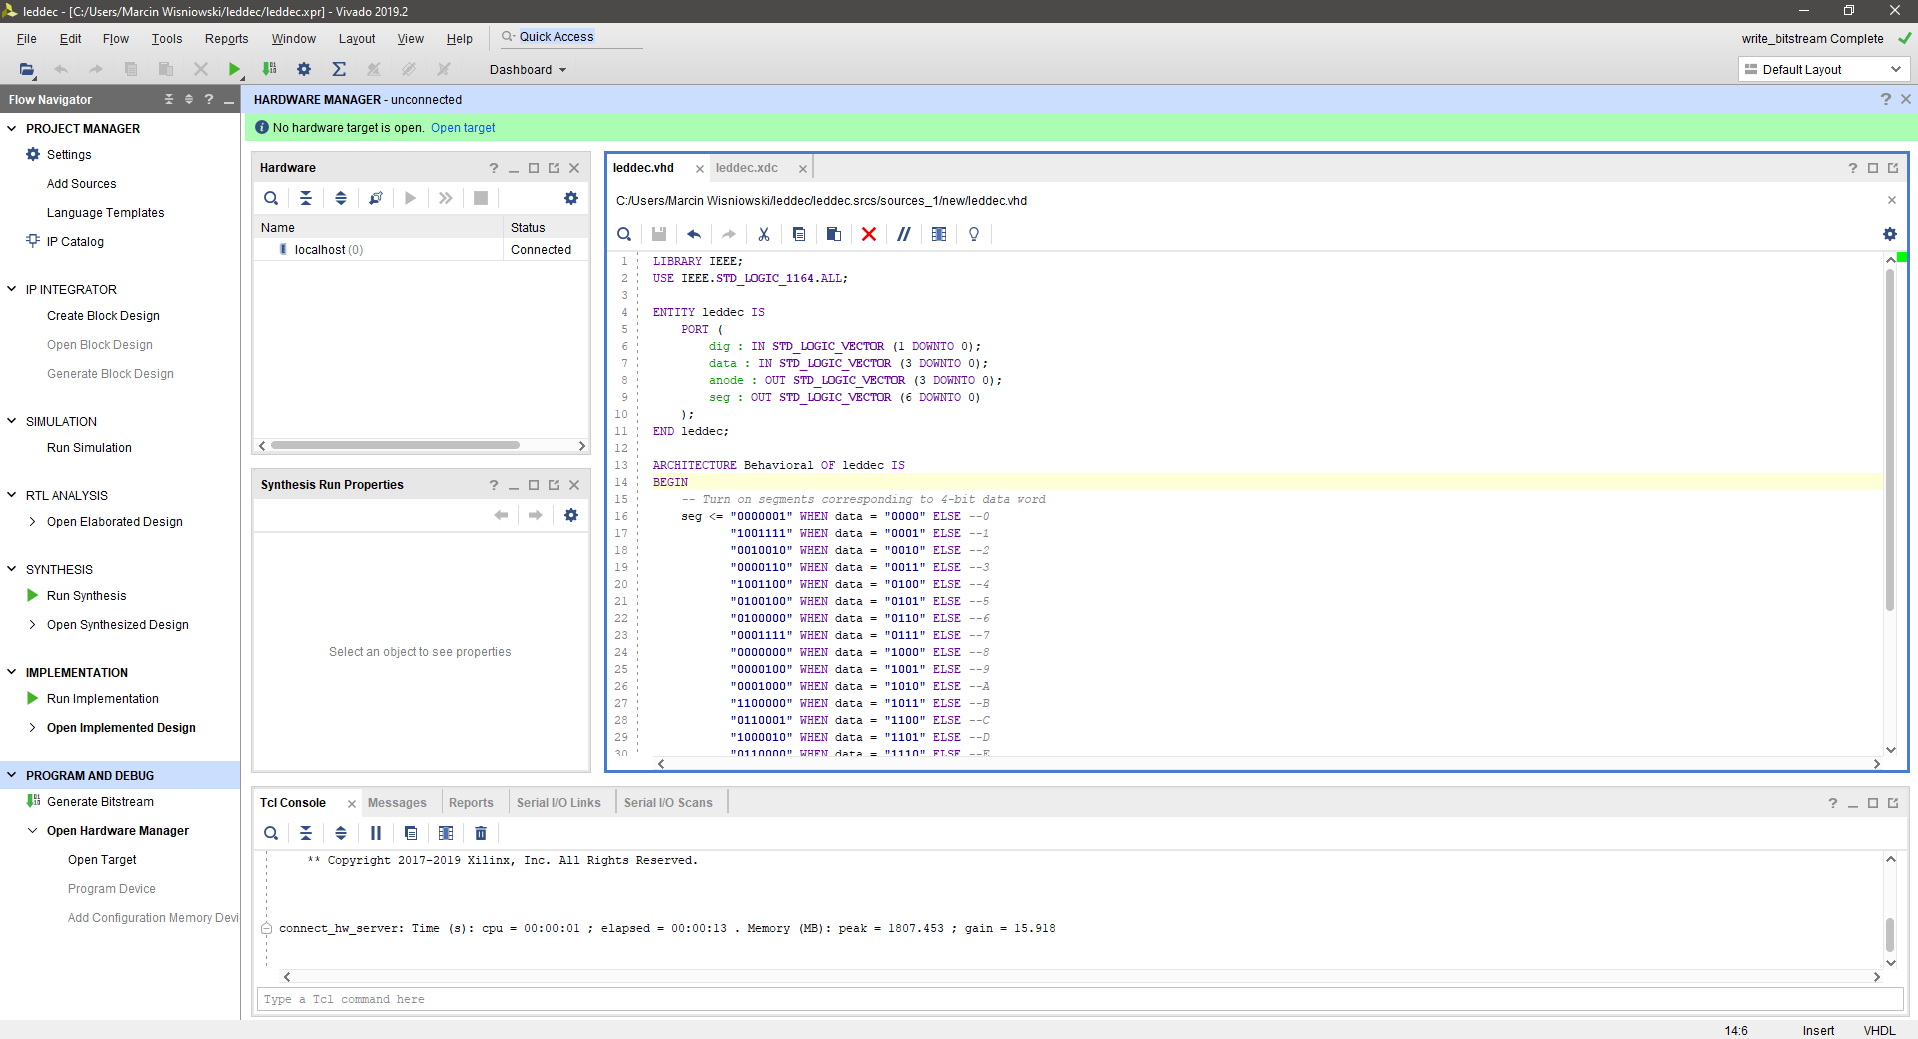 leddec - [C:/Users/Marcin Wisniowski/leddec/leddec.xpr] - Vivado 2019.2
File Edit Flow Tools Reports Window Layout View Help Quick Access
write_bitstream Complete
Dashboard
Default Layout
Flow Navigator
PROJECT MANAGER
Settings
Add Sources
Language Templates
IP Catalog
IP INTEGRATOR
Create Block Design
Open Block Design
Generate Block Design
SIMULATION
Run Simulation
RTL ANALYSIS
Open Elaborated Design
SYNTHESIS
Run Synthesis
Open Synthesized Design
IMPLEMENTATION
Run Implementation
Open Implemented Design
PROGRAM AND DEBUG
Generate Bitstream
Open Hardware Manager
Open Target
Program Device
Add Configuration Memory Devi
HARDWARE MANAGER - unconnected
No hardware target is open. Open target
Hardware
Name Status
localhost (0) Connected
Synthesis Run Properties
Select an object to see properties
leddec.vhd leddec.xdc
C:/Users/Marcin Wisniowski/leddec/leddec.srcs/sources_1/new/leddec.vhd
1 LIBRARY IEEE;
2 USE IEEE.STD_LOGIC_1164.ALL;
3
4 ENTITY leddec IS
5 PORT (
6 dig : IN STD_LOGIC_VECTOR (1 DOWNTO 0);
7 data : IN STD_LOGIC_VECTOR (3 DOWNTO 0);
8 anode : OUT STD_LOGIC_VECTOR (3 DOWNTO 0);
9 seg : OUT STD_LOGIC_VECTOR (6 DOWNTO 0)
10 );
11 END leddec;
12
13 ARCHITECTURE Behavioral OF leddec IS
14 BEGIN
15 -- Turn on segments corresponding to 4-bit data word
16 seg <= "0000001" WHEN data = "0000" ELSE --0
17 "1001111" WHEN data = "0001" ELSE --1
18 "0010010" WHEN data = "0010" ELSE --2
19 "0000110" WHEN data = "0011" ELSE --3
20 "1001100" WHEN data = "0100" ELSE --4
21 "0100100" WHEN data = "0101" ELSE --5
22 "0100000" WHEN data = "0110" ELSE --6
23 "0001111" WHEN data = "0111" ELSE --7
24 "0000000" WHEN data = "1000" ELSE --8
25 "0000100" WHEN data = "1001" ELSE --9
26 "0001000" WHEN data = "1010" ELSE --A
27 "1100000" WHEN data = "1011" ELSE --B
28 "0110001" WHEN data = "1100" ELSE --C
29 "1000010" WHEN data = "1101" ELSE --D
30 "0110000" WHEN data = "1110" ELSE --E
Tcl Console Messages Reports Serial I/O Links Serial I/O Scans
** Copyright 2017-2019 Xilinx, Inc. All Rights Reserved.
connect_hw_server: Time (s): cpu = 00:00:01 ; elapsed = 00:00:13 . Memory (MB): peak = 1807.453 ; gain = 15.918
Type a Tcl command here
14:6 Insert VHDL